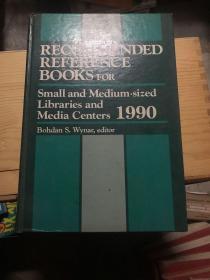 RECOMMENDED
REFERENCE
BOOKS FOR
Small and Medium-sized
Libraries and
Media Centers 1990
Bohdan S. Wynar, editor